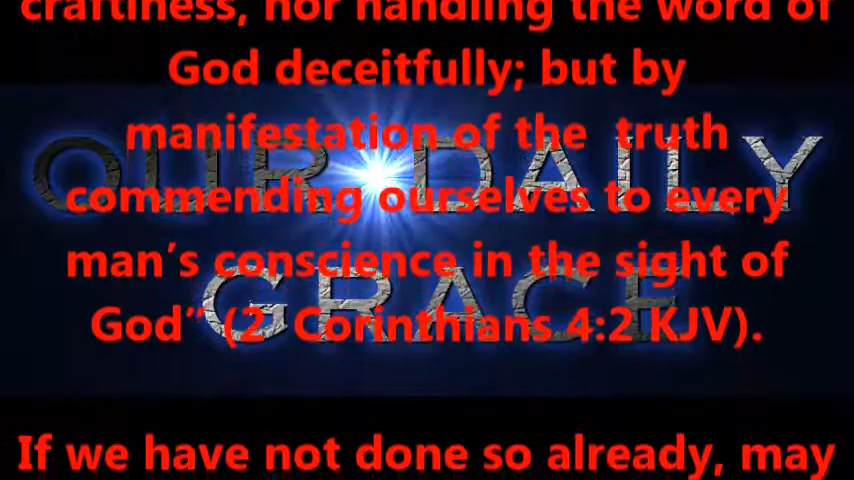 craftiness, nor handling the word of
God deceitfully; but by
manifestation of the truth
commending ourselves to every
man's conscience in the sight of
God" (2 Corinthians 4:2 KJV).
If we have not done so already, may
OUR DAILY
GRACE